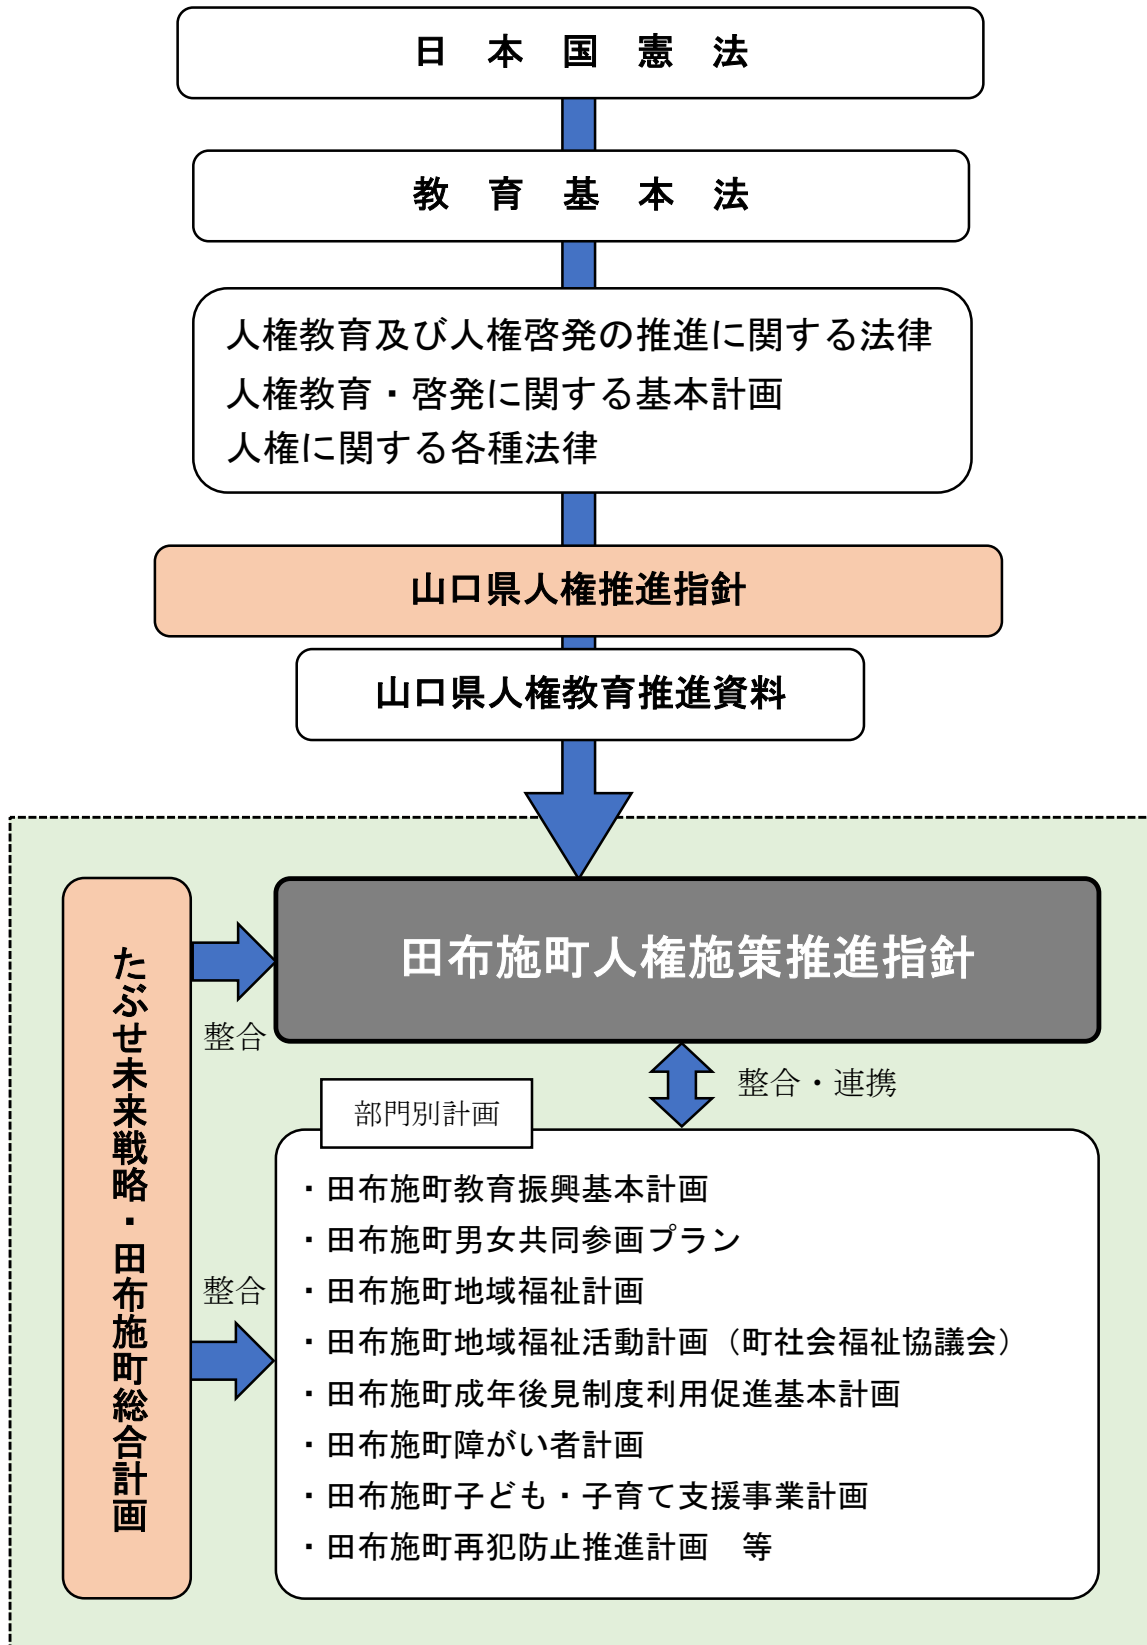 日本国憲法
教育基本法
人権教育及び人権啓発の推進に関する法律
人権教育・啓発に関する基本計画
人権に関する各種法律
山口県人権推進指針
山口県人権教育推進資料
たぶせ未来戦略・田布施町総合計画
整合
田布施町人権施策推進指針
整合・連携
部門別計画
整合
・田布施町教育振興基本計画
・田布施町男女共同参画プラン
・田布施町地域福祉計画
・田布施町地域福祉活動計画（町社会福祉協議会）
・田布施町成年後見制度利用促進基本計画
・田布施町障がい者計画
・田布施町子ども・子育て支援事業計画
・田布施町再犯防止推進計画　等